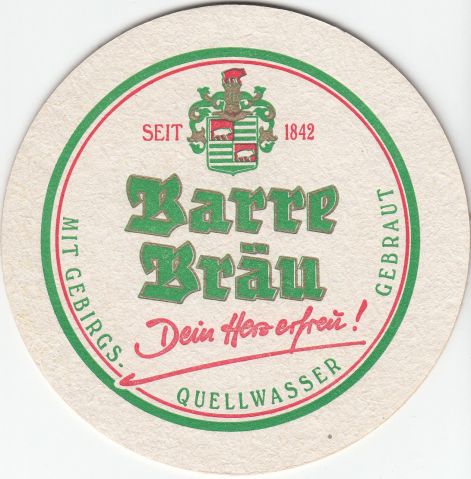 SEIT 1842
Barre
Bräu
Dein Herz erfreu!
MIT GEBIRGS-
QUELLWASSER
GEBRAUT